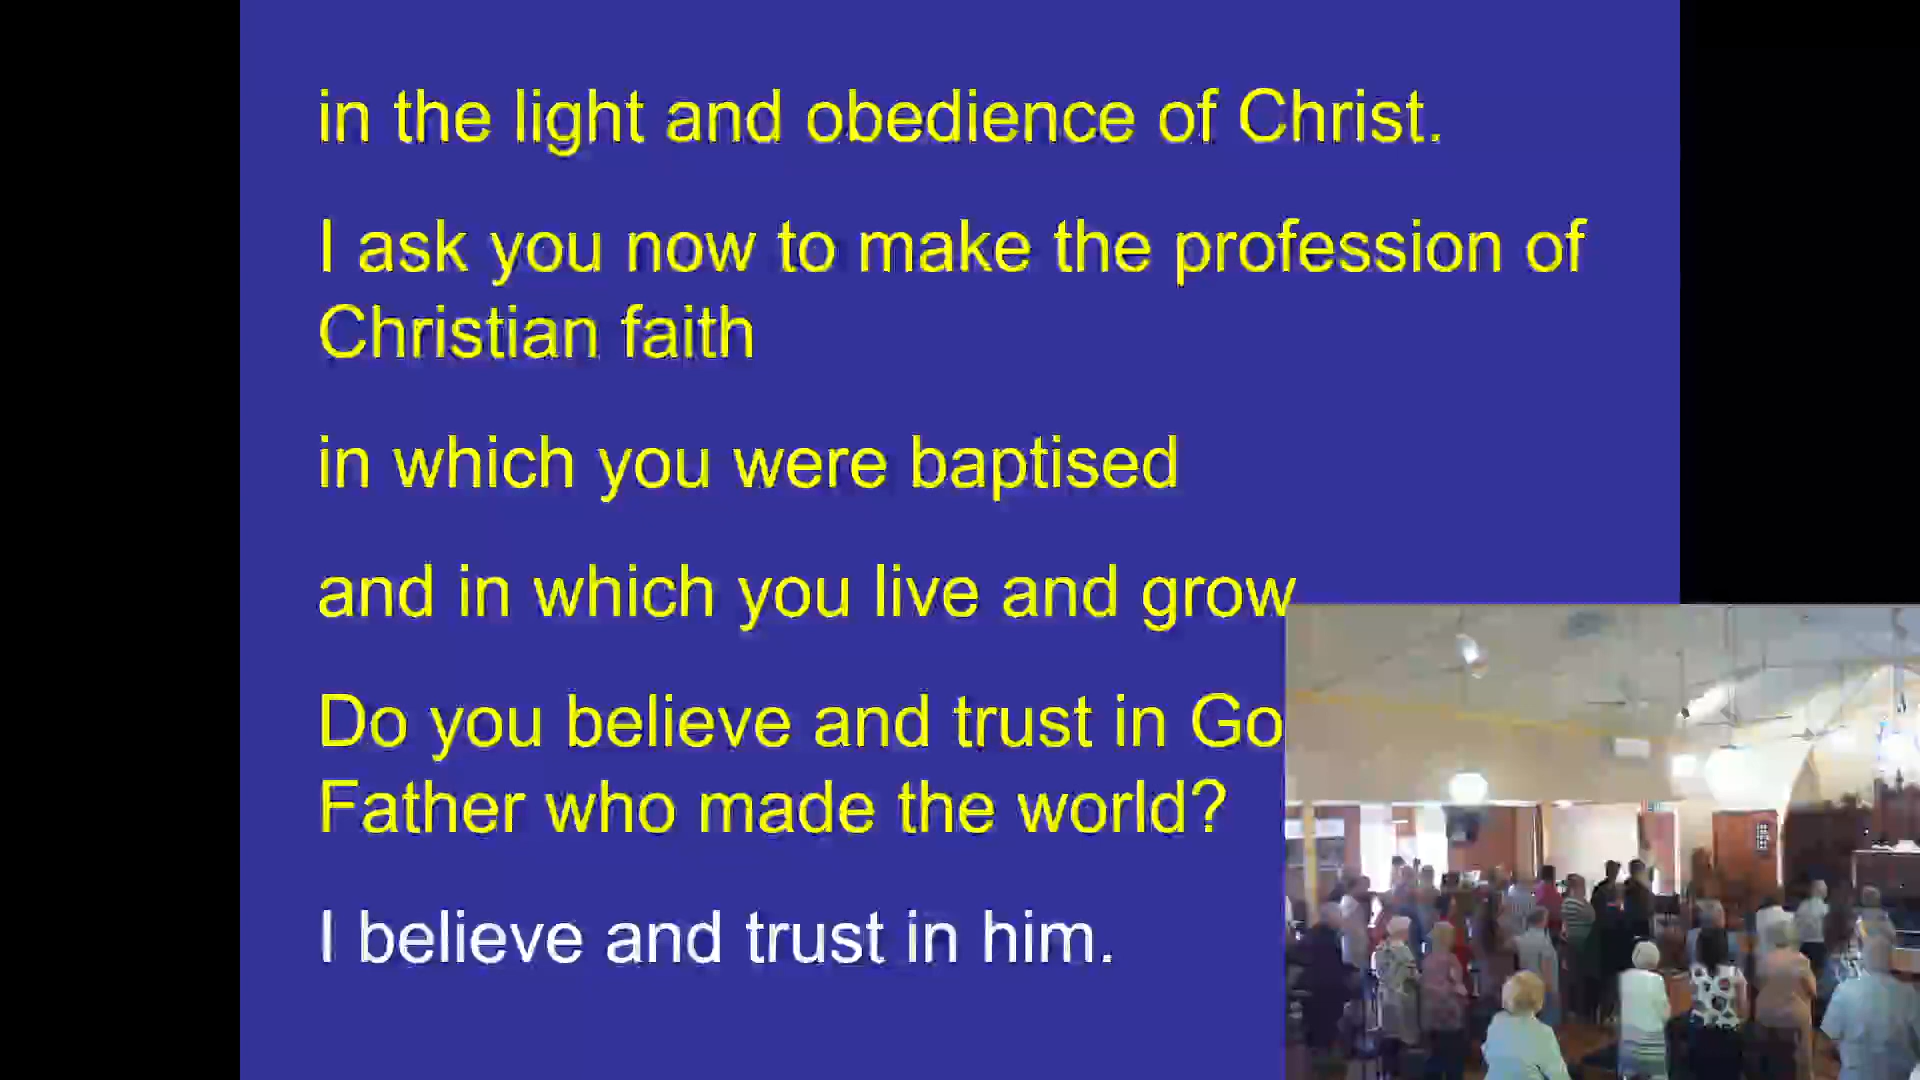 in the light and obedience of Christ.
I ask you now to make the profession of
Christian faith
in which you were baptised
and in which you live and grow
Do you believe and trust in Go
Father who made the world?
I believe and trust in him.